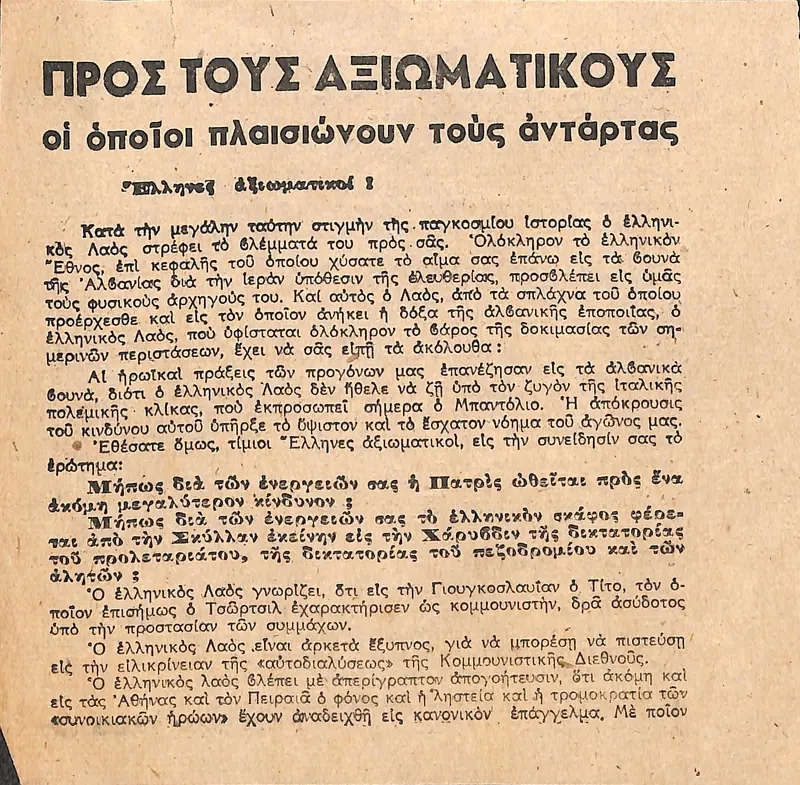 ΠΡΟΣ ΤΟΥΣ ΑΞΙΩΜΑΤΙΚΟΥΣ
οἱ ὁποῖοι πλαισιώνουν τοὺς ἀντάρτας
Ἕλληνες ἀξιωματικοί !
Κατὰ τὴν μεγάλην ταύτην στιγμὴν τῆς παγκοσμίου ἱστορίας ὁ ἑλληνι-
κὸς Λαὸς στρέφει τὸ βλέμματά του πρὸς σᾶς. Ὁλόκληρον τὸ ἑλληνικὸν
Ἔθνος, ἐπὶ κεφαλῆς τοῦ ὁποίου χύσατε τὸ αἷμα σας ἐπάνω εἰς τὰ βουνὰ
τῆς Ἀλβανίας διὰ τὴν ἱερὰν ὑπόθεσιν τῆς ἐλευθερίας, προσβλέπει εἰς ὑμᾶς
τοὺς φυσικοὺς ἀρχηγούς του. Καὶ αὐτὸς ὁ Λαός, ἀπὸ τὰ σπλάχνα τοῦ ὁποίου
προέρχεσθε καὶ εἰς τὸν ὁποῖον ἀνήκει ἡ δόξα τῆς ἀλβανικῆς ἐποποιΐας, ὁ
ἑλληνικὸς Λαός, ποὺ ὑφίσταται ὁλόκληρον τὸ βάρος τῆς δοκιμασίας τῶν ση-
μερινῶν περιστάσεων, ἔχει νὰ σᾶς εἰπῇ τὰ ἀκόλουθα :
Αἱ ἡρωϊκαὶ πράξεις τῶν προγόνων μας ἐπανέζησαν εἰς τὰ ἀλβανικὰ
βουνά, διότι ὁ ἑλληνικὸς Λαὸς δὲν ἤθελε νὰ ζῇ ὑπὸ τὸν ζυγὸν τῆς ἰταλικῆς
πολεμικῆς κλίκας, ποὺ ἐκπροσωπεῖ σήμερα ὁ Μπαντόλιο. Ἡ ἀπόκρουσις
τοῦ κινδύνου αὐτοῦ ὑπῆρξε τὸ ὕψιστον καὶ τὸ ἔσχατον νόημα τοῦ ἀγῶνος μας.
Ἐθέσατε ὅμως, τίμιοι Ἕλληνες ἀξιωματικοί, εἰς τὴν συνείδησίν σας τὸ
ἐρώτημα:
Μήπως διὰ τῶν ἐνεργειῶν σας ἡ Πατρὶς ὠθεῖται πρὸς ἕνα
ἀκόμη μεγαλύτερον κίνδυνον ;
Μήπως διὰ τῶν ἐνεργειῶν σας τὸ ἑλληνικὸν σκάφος φέρε-
ται ἀπὸ τὴν Σκύλλαν ἐκείνην εἰς τὴν Χάρυβδιν τῆς δικτατορίας
τοῦ προλεταριάτου, τῆς δικτατορίας τοῦ πεζοδρομίου καὶ τῶν
ἀλητῶν ;
Ὁ ἑλληνικὸς Λαὸς γνωρίζει, ὅτι εἰς τὴν Γιουγκοσλαυΐαν ὁ Τίτο, τὸν ὁ-
ποῖον ἐπισήμως ὁ Τσῶρτσιλ ἐχαρακτήρισεν ὡς κομμουνιστήν, δρᾷ ἀσύδοτος
ὑπὸ τὴν προστασίαν τῶν συμμάχων.
Ὁ ἑλληνικὸς Λαὸς εἶναι ἀρκετὰ ἔξυπνος, γιὰ νὰ μπορέσῃ νὰ πιστεύσῃ
εἰς τὴν εἰλικρίνειαν τῆς «αὐτοδιαλύσεως» τῆς Κομμουνιστικῆς Διεθνοῦς.
Ὁ ἑλληνικὸς λαὸς βλέπει μὲ ἀπερίγραπτον ἀπογοήτευσιν, ὅτι ἀκόμη καὶ
εἰς τὰς Ἀθήνας καὶ τὸν Πειραιᾶ ὁ φόνος καὶ ἡ ληστεία καὶ ἡ τρομοκρατία τῶν
«συνοικιακῶν ἡρώων» ἔχουν ἀναδειχθῆ εἰς κανονικὸν ἐπάγγελμα. Μὲ ποῖον